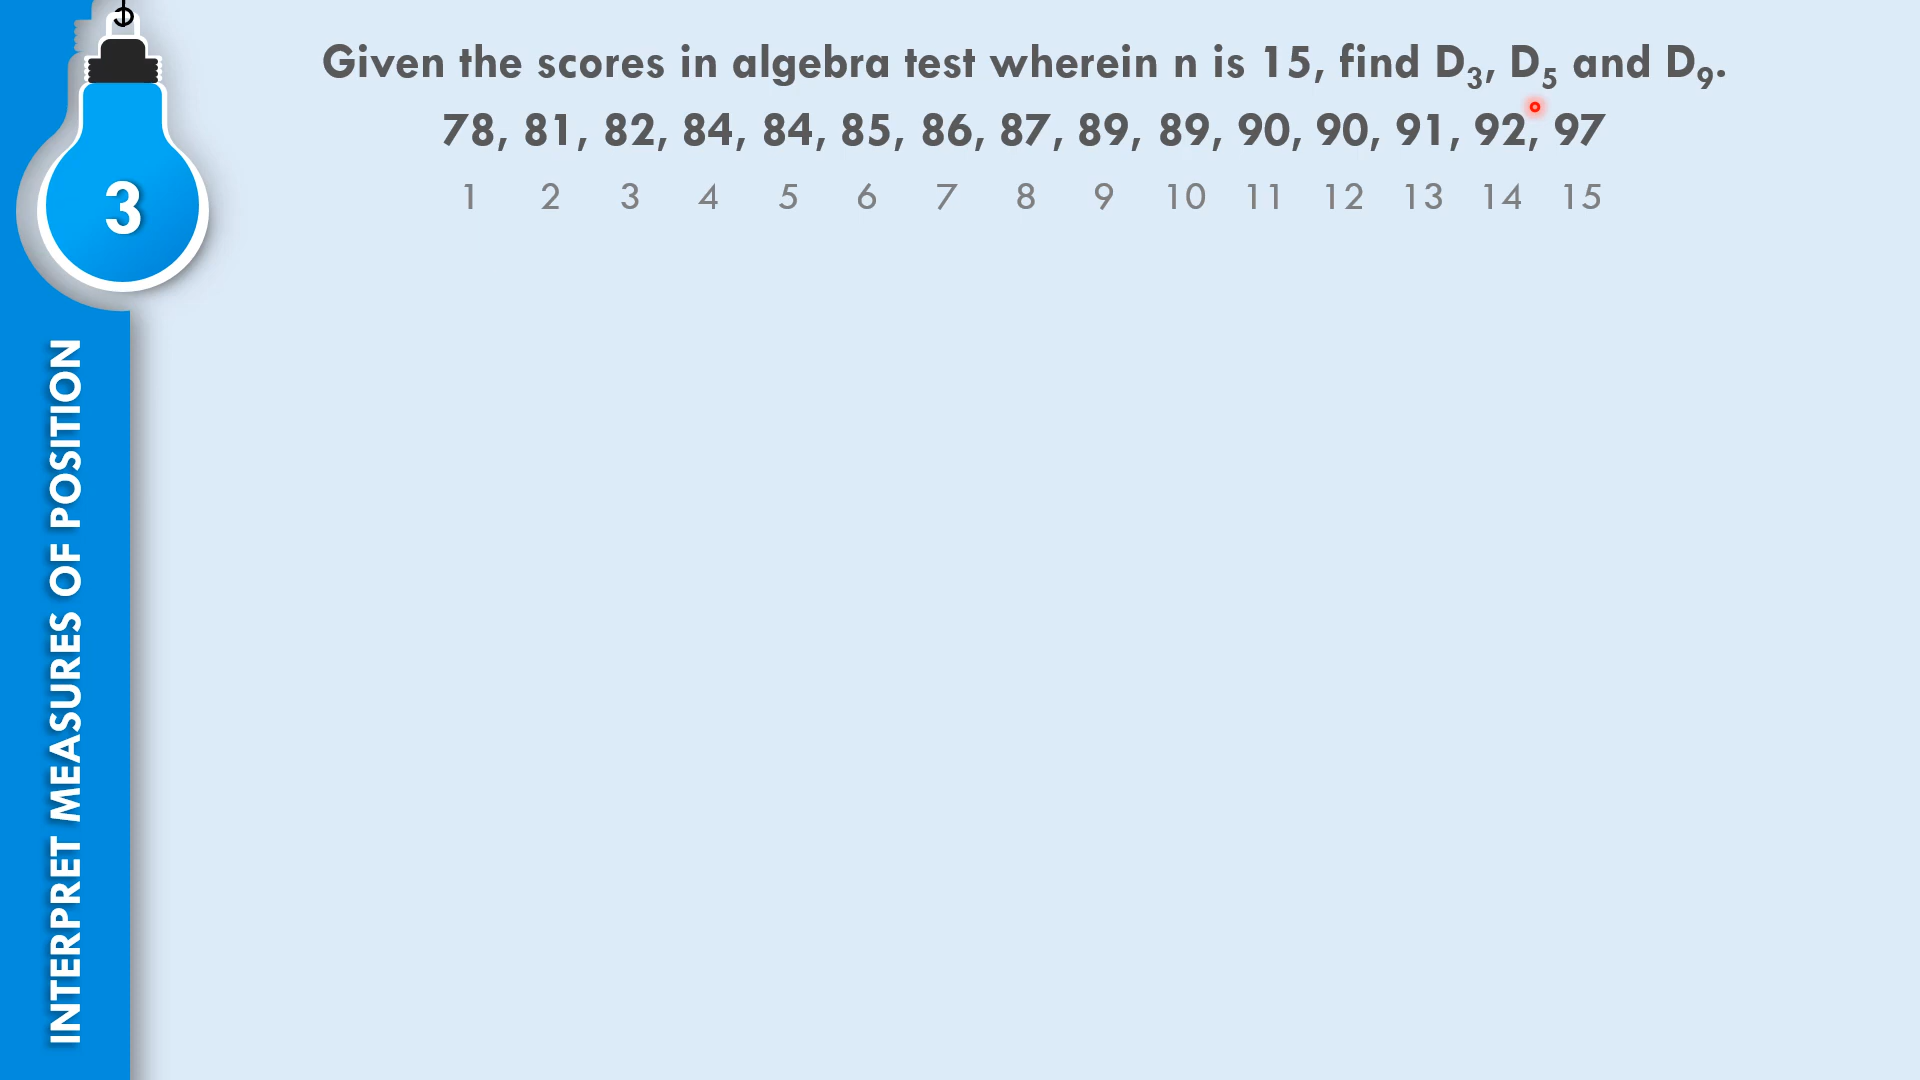 Given the scores in algebra test wherein n is 15, find D₃, D₅ and D₉.
78, 81, 82, 84, 84, 85, 86, 87, 89, 89, 90, 90, 91, 92, 97
1 2 3 4 5 6 7 8 9 10 11 12 13 14 15
3
INTERPRET MEASURES OF POSITION